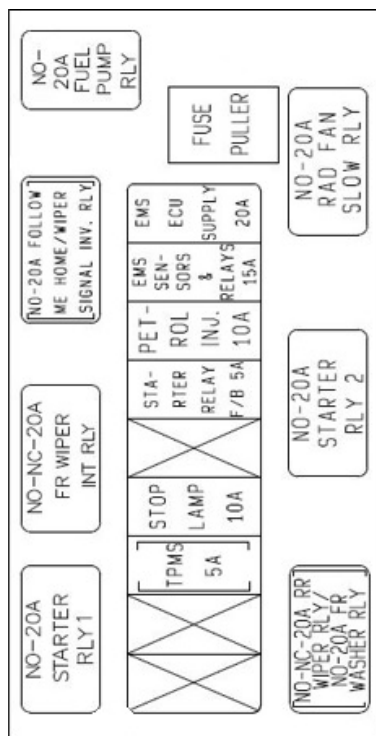 NO-
20A
FUEL
PUMP
RLY
FUSE
PULLER
NO-20A
RAD FAN
SLOW RLY
NO-20A FOLLOW
ME HOME/WIPER
SIGNAL INV. RLY
EMS
ECU
SUPPLY
20A
EMS
SEN-
SORS
&
RELAYS
15A
PET-
ROL
INJ.
10A
STA-
RTER
RELAY
F/B 5A
NO-NC-20A
FR WIPER
INT RLY
NO-20A
STARTER
RLY 2
STOP
LAMP
10A
TPMS
5A
NO-20A
STARTER
RLY1
NO-NC-20A RR
WIPER RLY/
NO-20A FR
WASHER RLY